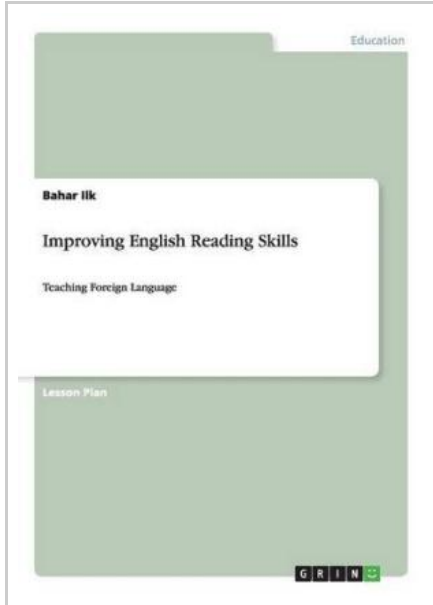 Education
Bahar Ilk
Improving English Reading Skills
Teaching Foreign Language
Lesson Plan
GRIN